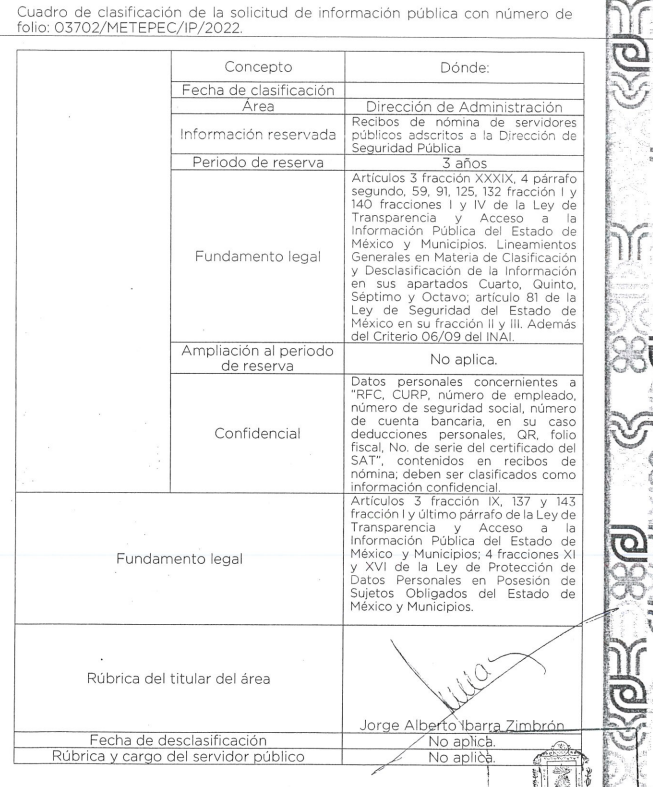 Cuadro de clasificación de la solicitud de información pública con número de
folio: 03702/METEPEC/IP/2022.
Concepto
Dónde:
Fecha de clasificación
Área
Dirección de Administración
Información reservada
Recibos de nómina de servidores
públicos adscritos a la Dirección de
Seguridad Pública
Periodo de reserva
3 años
Fundamento legal
Artículos 3 fracción XXXIX, 4 párrafo
segundo, 59, 91, 125, 132 fracción I y
140 fracciones I y IV de la Ley de
Transparencia y Acceso a la
Información Pública del Estado de
México y Municipios. Lineamientos
Generales en Materia de Clasificación
y Desclasificación de la Información
en sus apartados Cuarto, Quinto,
Séptimo y Octavo; artículo 81 de la
Ley de Seguridad del Estado de
México en su fracción II y III. Además
del Criterio 06/09 del INAI.
Ampliación al periodo
de reserva
No aplica.
Confidencial
Datos personales concernientes a
"RFC, CURP, número de empleado,
número de seguridad social, número
de cuenta bancaria, en su caso
deducciones personales, QR, folio
fiscal, No. de serie del certificado del
SAT", contenidos en recibos de
nómina; deben ser clasificados como
información confidencial.
Fundamento legal
Artículos 3 fracción IX, 137 y 143
fracción I y último párrafo de la Ley de
Transparencia y Acceso a la
Información Pública del Estado de
México y Municipios; 4 fracciones XI
y XVI de la Ley de Protección de
Datos Personales en Posesión de
Sujetos Obligados del Estado de
México y Municipios.
Rúbrica del titular del área
Jorge Alberto Ibarra Zimbrón
Fecha de desclasificación
No aplica.
Rúbrica y cargo del servidor público
No aplica.